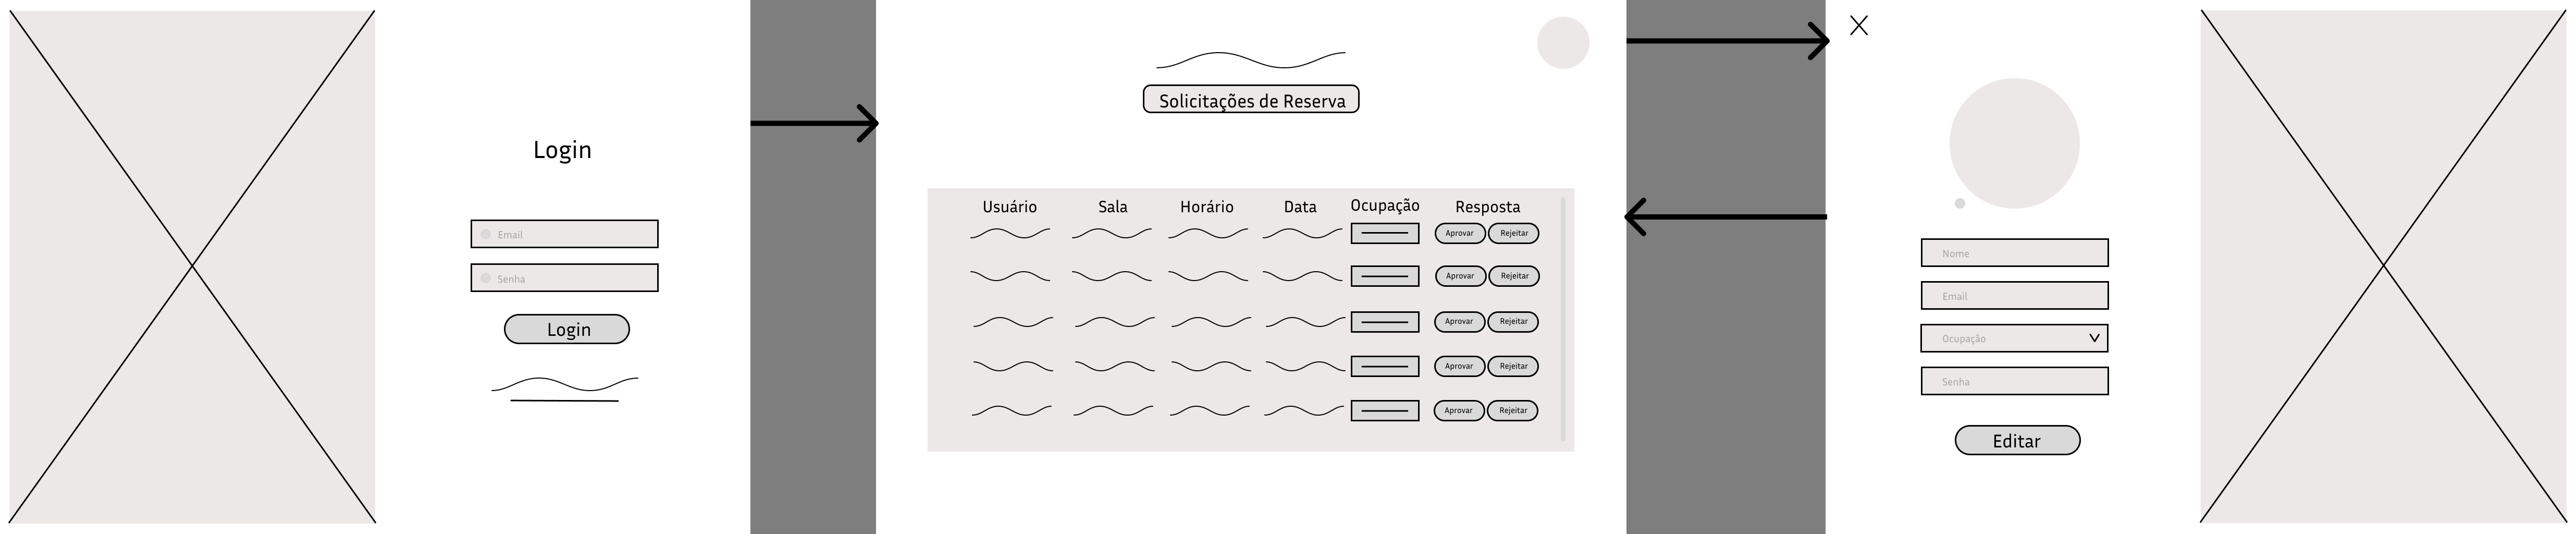 Login
Email
Senha
Login
Solicitações de Reserva
Usuário Sala Horário Data Ocupação Resposta
Aprovar Rejeitar
Aprovar Rejeitar
Aprovar Rejeitar
Aprovar Rejeitar
Aprovar Rejeitar
X
Nome
Email
Ocupação V
Senha
Editar